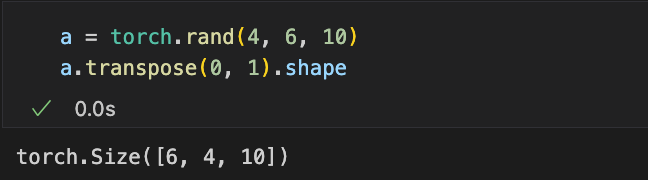 a = torch.rand(4, 6, 10)
a.transpose(0, 1).shape
✓ 0.0s
torch.Size([6, 4, 10])